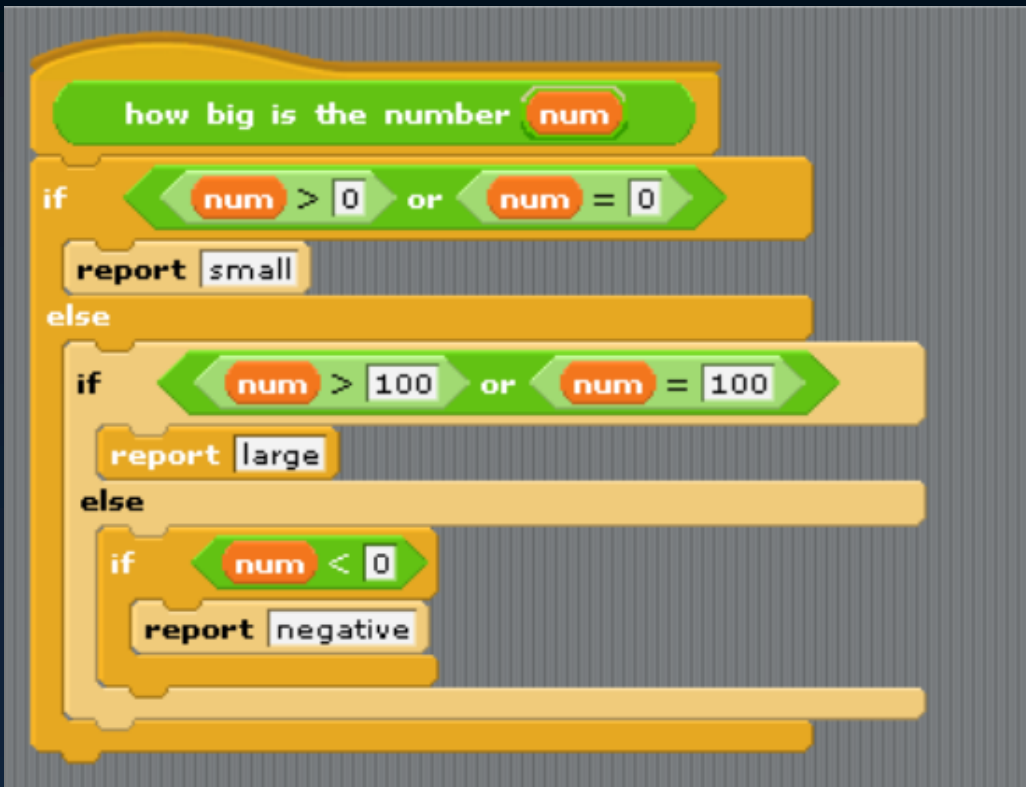 how big is the number num
if num > 0 or num = 0
report small
else
if num > 100 or num = 100
report large
else
if num < 0
report negative